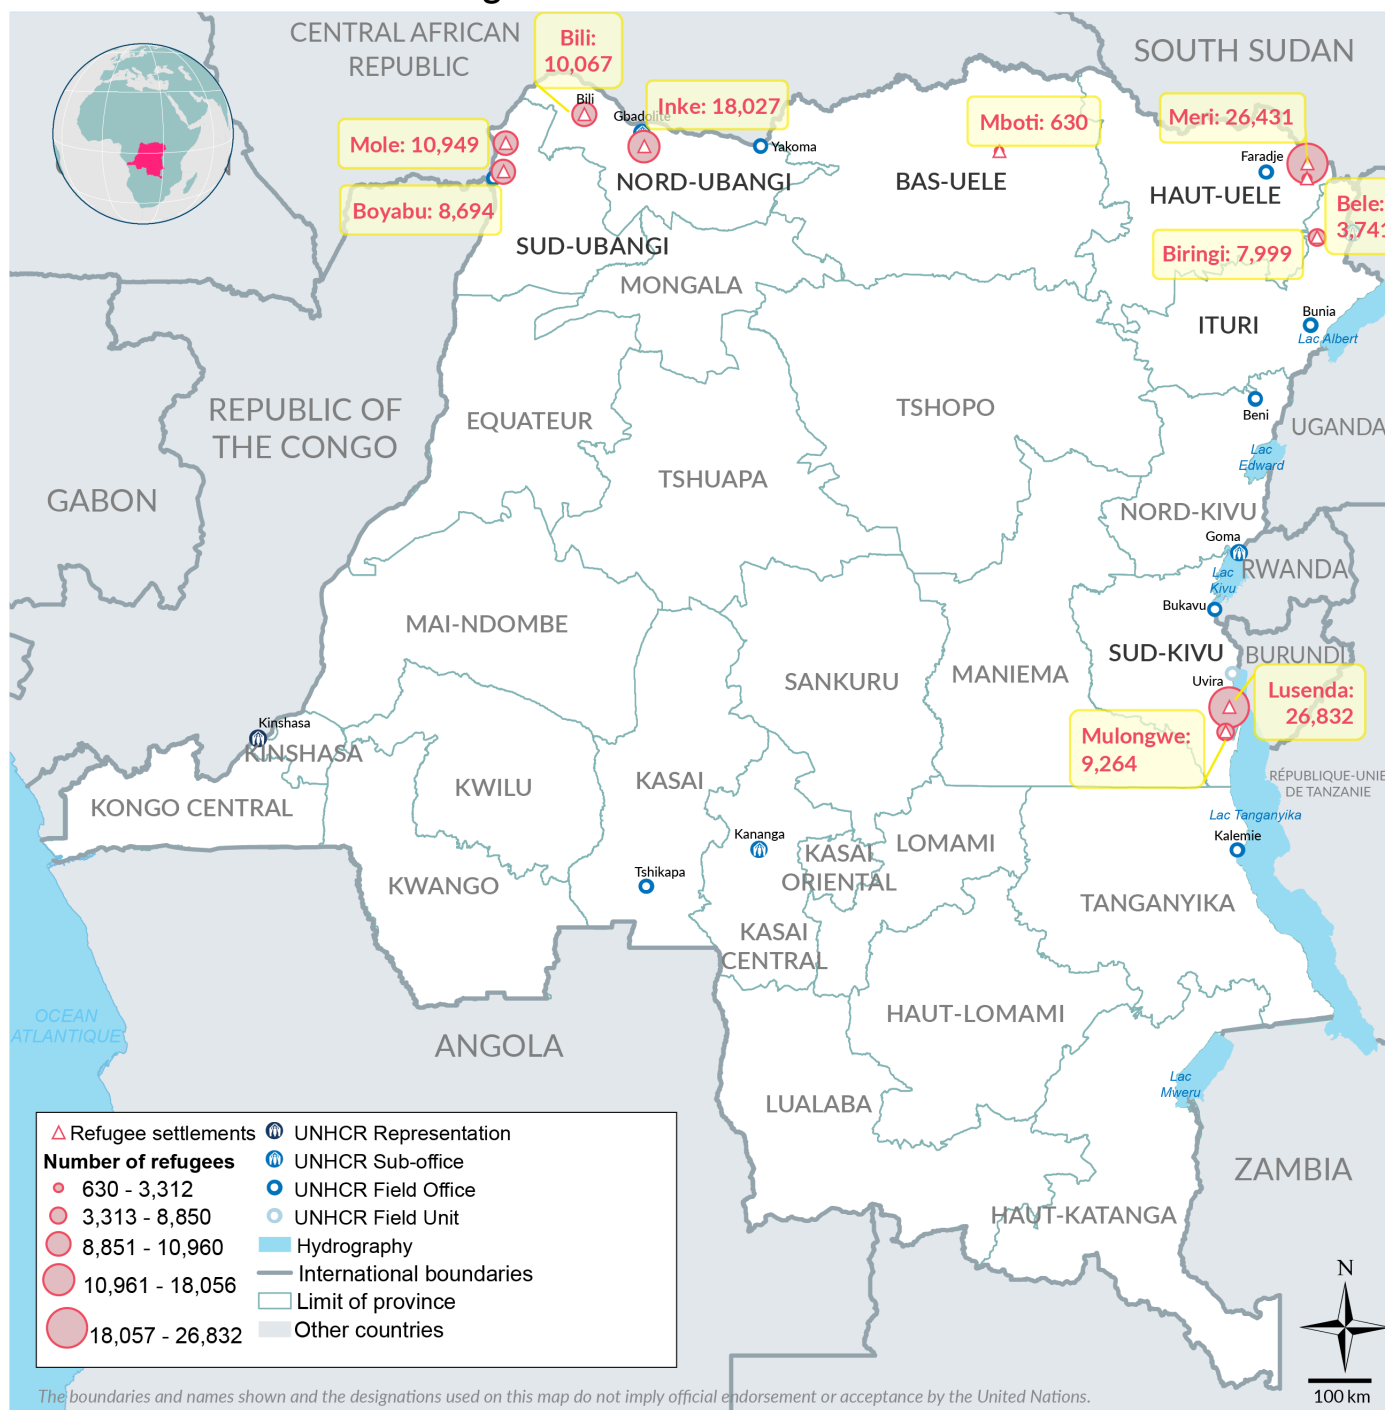 CENTRAL AFRICAN
REPUBLIC
Bili:
10,067
SOUTH SUDAN
Bili
Gbadolite
Inke: 18,027
Mboti: 630
Meri: 26,431
Mole: 10,949
Yakoma
Faradje
NORD-UBANGI
BAS-UELE
HAUT-UELE
Boyabu: 8,694
Bele:
3,741
SUD-UBANGI
Biringi: 7,999
MONGALA
ITURI
Bunia
Lac Albert
REPUBLIC OF
THE CONGO
EQUATEUR
TSHOPO
Beni
UGANDA
Lac
Edward
GABON
TSHUAPA
NORD-KIVU
Goma
RWANDA
Lac
Kivu
Bukavu
MAI-NDOMBE
SUD-KIVU
BURUNDI
SANKURU
MANIEMA
Uvira
Lusenda:
26,832
Kinshasa
KINSHASA
Mulongwe:
9,264
KONGO CENTRAL
KWILU
KASAI
RÉPUBLIQUE-UNIE
DE TANZANIE
Lac Tanganyika
Kananga
Kalemie
LOMAMI
KASAI
ORIENTAL
Tshikapa
KWANGO
TANGANYIKA
KASAI
CENTRAL
OCEAN
ATLANTIQUE
ANGOLA
HAUT-LOMAMI
Lac
Mweru
LUALABA
ZAMBIA
HAUT-KATANGA
Refugee settlements
Number of refugees
630 - 3,312
3,313 - 8,850
8,851 - 10,960
10,961 - 18,056
18,057 - 26,832
UNHCR Representation
UNHCR Sub-office
UNHCR Field Office
UNHCR Field Unit
Hydrography
International boundaries
Limit of province
Other countries
N
100 km
The boundaries and names shown and the designations used on this map do not imply official endorsement or acceptance by the United Nations.